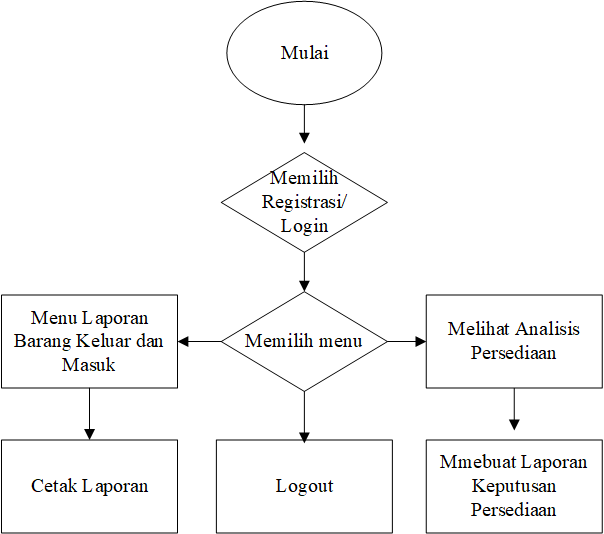 Mulai
Memilih
Registrasi/
Login
Menu Laporan
Barang Keluar dan
Masuk
Memilih menu
Melihat Analisis
Persediaan
Cetak Laporan
Logout
Mmebuat Laporan
Keputusan
Persediaan